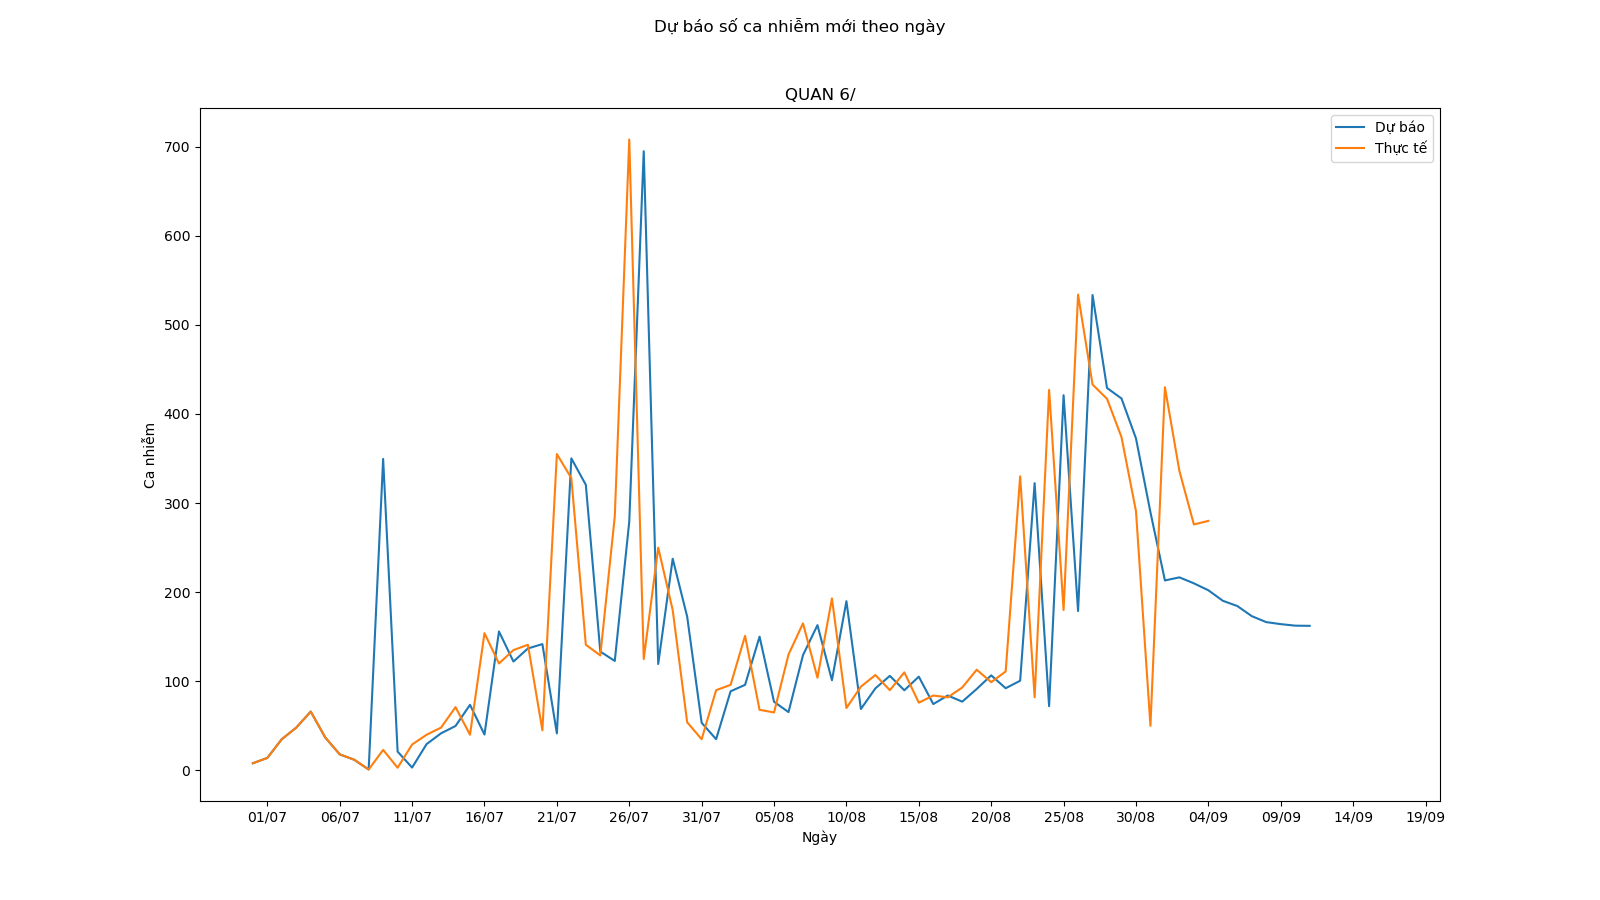 Dự báo số ca nhiễm mới theo ngày
QUAN 6/
Dự báo
Thực tế
700
600
500
400
300
200
100
0
Ca nhiễm
01/07 06/07 11/07 16/07 21/07 26/07 31/07 05/08 10/08 15/08 20/08 25/08 30/08 04/09 09/09 14/09 19/09
Ngày